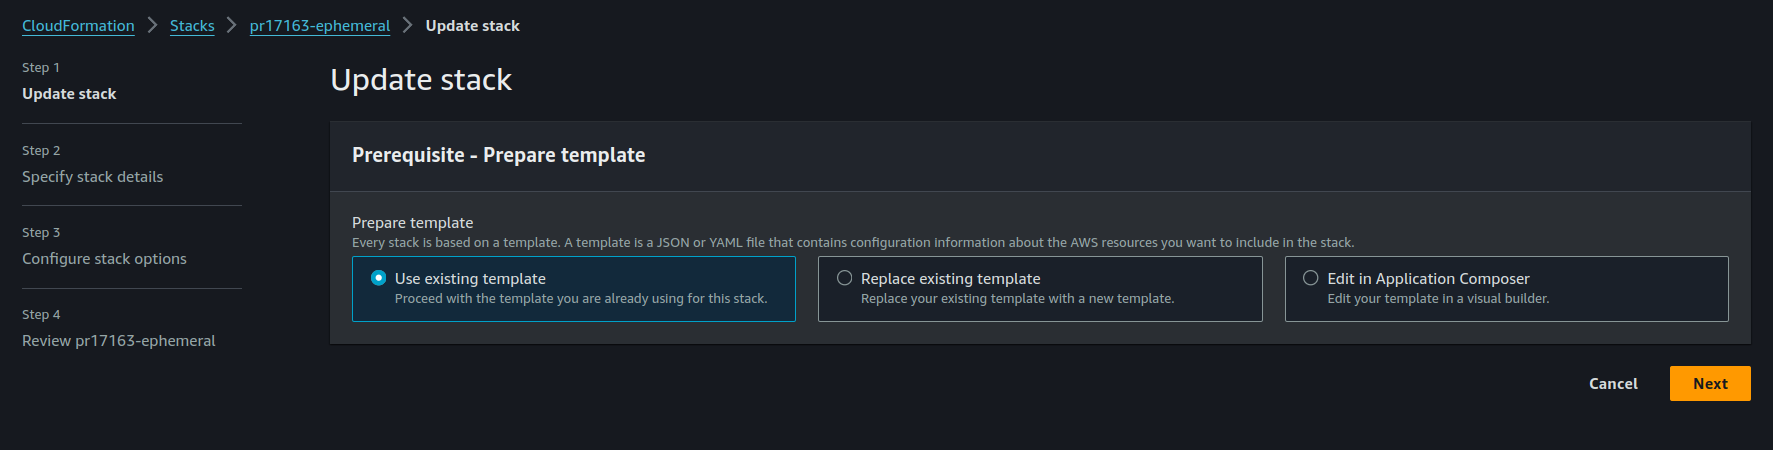 CloudFormation > Stacks > pr17163-ephemeral > Update stack
Step 1
Update stack
Step 2
Specify stack details
Step 3
Configure stack options
Step 4
Review pr17163-ephemeral
Update stack
Prerequisite - Prepare template
Prepare template
Every stack is based on a template. A template is a JSON or YAML file that contains configuration information about the AWS resources you want to include in the stack.
Use existing template
Proceed with the template you are already using for this stack.
Replace existing template
Replace your existing template with a new template.
Edit in Application Composer
Edit your template in a visual builder.
Cancel
Next